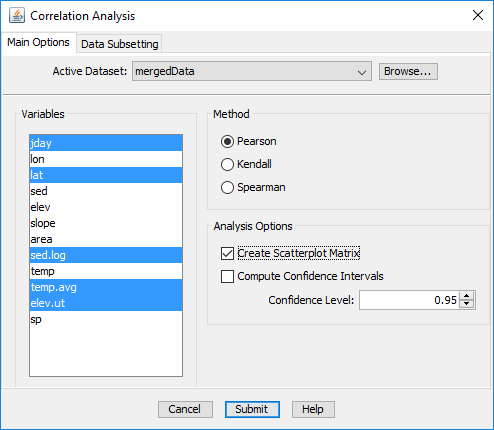 Correlation Analysis
Main Options Data Subsetting
Active Dataset: mergedData Browse...
Variables
jday
lon
lat
sed
elev
slope
area
sed.log
temp
temp.avg
elev.ut
sp
Method
Pearson
Kendall
Spearman
Analysis Options
Create Scatterplot Matrix
Compute Confidence Intervals
Confidence Level: 0.95
Cancel Submit Help